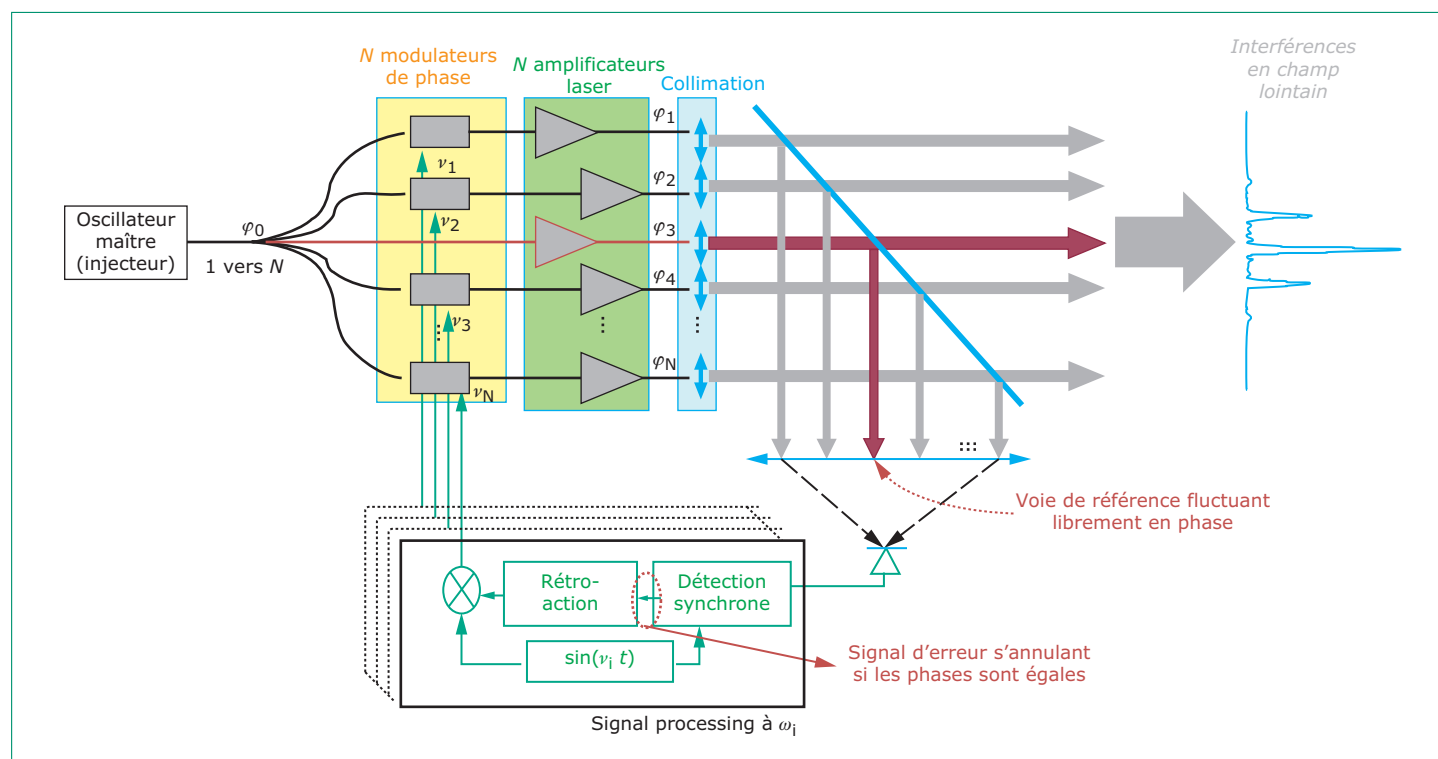 N modulateurs
de phase
N amplificateurs
laser
Collimation
Interférences
en champ
lointain
Oscillateur
maître
(injecteur)
φ0
1 vers N
ν1
ν2
ν3
νN
φ1
φ2
φ3
φ4
φN
Voie de référence fluctuant
librement en phase
Rétro-
action
Détection
synchrone
sin(νi t)
Signal d’erreur s’annulant
si les phases sont égales
Signal processing à ωi